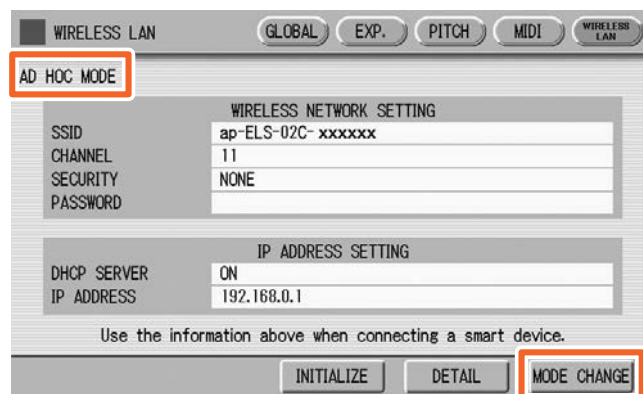 WIRELESS LAN GLOBAL EXP. PITCH MIDI WIRELESS LAN
AD HOC MODE
WIRELESS NETWORK SETTING
SSID ap-ELS-02C-xxxxxx
CHANNEL 11
SECURITY NONE
PASSWORD
IP ADDRESS SETTING
DHCP SERVER ON
IP ADDRESS 192.168.0.1
Use the information above when connecting a smart device.
INITIALIZE DETAIL MODE CHANGE